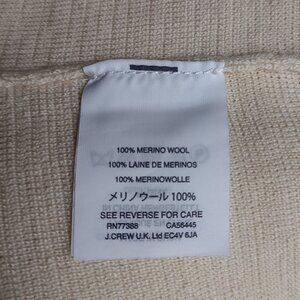 100% MERINO WOOL
100% LAINE DE MERINOS
100% MERINOWOLLE
メリノウール 100%
SEE REVERSE FOR CARE
RN77388 CA56445
J.CREW U.K. Ltd EC4V 6JA